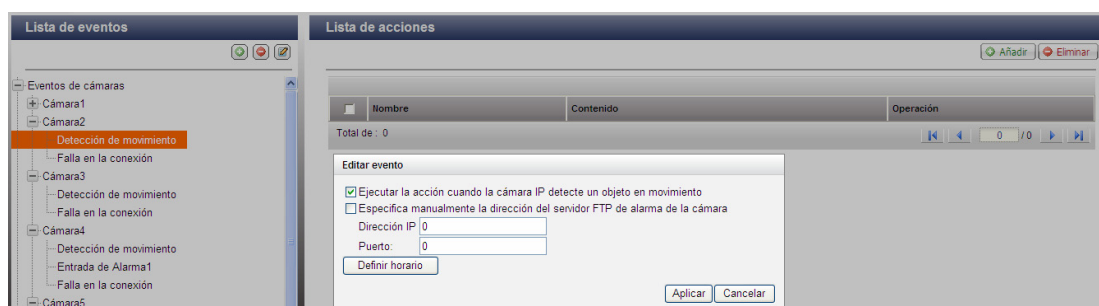 Lista de eventos
Eventos de cámaras
Cámara1
Cámara2
Detección de movimiento
Falla en la conexión
Cámara3
Detección de movimiento
Falla en la conexión
Cámara4
Detección de movimiento
Entrada de Alarma1
Falla en la conexión
Cámara5
Lista de acciones
Añadir Eliminar
Nombre Contenido Operación
Total de : 0 0 /0
Editar evento
Ejecutar la acción cuando la cámara IP detecte un objeto en movimiento
Especifica manualmente la dirección del servidor FTP de alarma de la cámara
Dirección IP 0
Puerto: 0
Definir horario
Aplicar Cancelar